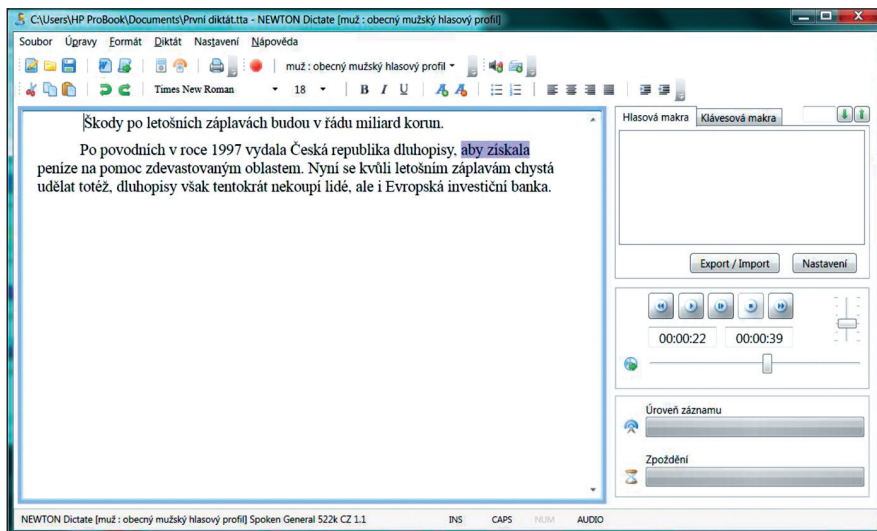 C:\Users\HP ProBook\Documents\První diktát.tta - NEWTON Dictate [muž : obecný mužský hlasový profil]
Soubor Úpravy Formát Diktát Nastavení Nápověda
muž : obecný mužský hlasový profil
Times New Roman 18 B I U
Škody po letošních záplavách budou v řádu miliard korun.
Po povodních v roce 1997 vydala Česká republika dluhopisy, aby získala
peníze na pomoc zdevastovaným oblastem. Nyní se kvůli letošním záplavám chystá
udělat totéž, dluhopisy však tentokrát nekoupí lidé, ale i Evropská investiční banka.
Hlasová makra Klávesová makra
Export / Import Nastavení
00:00:22 00:00:39
Úroveň záznamu
Zpoždění
NEWTON Dictate [muž : obecný mužský hlasový profil] Spoken General 522k CZ 1.1 INS CAPS NUM AUDIO